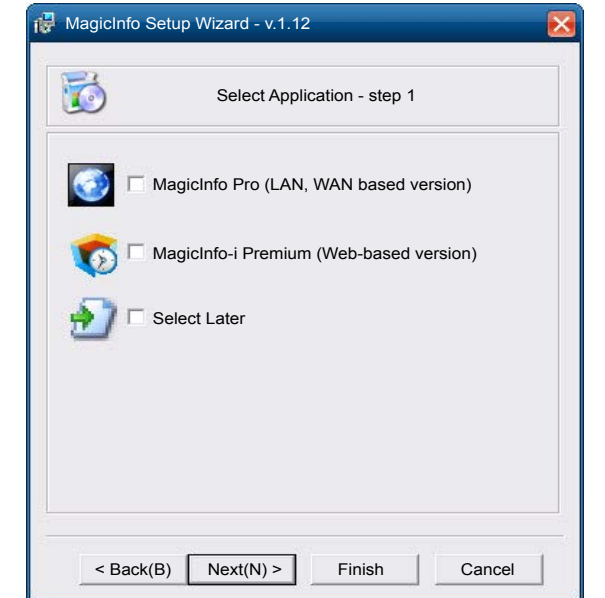 MagicInfo Setup Wizard - v.1.12
Select Application - step 1
MagicInfo Pro (LAN, WAN based version)
MagicInfo-i Premium (Web-based version)
Select Later
< Back(B) Next(N) > Finish Cancel